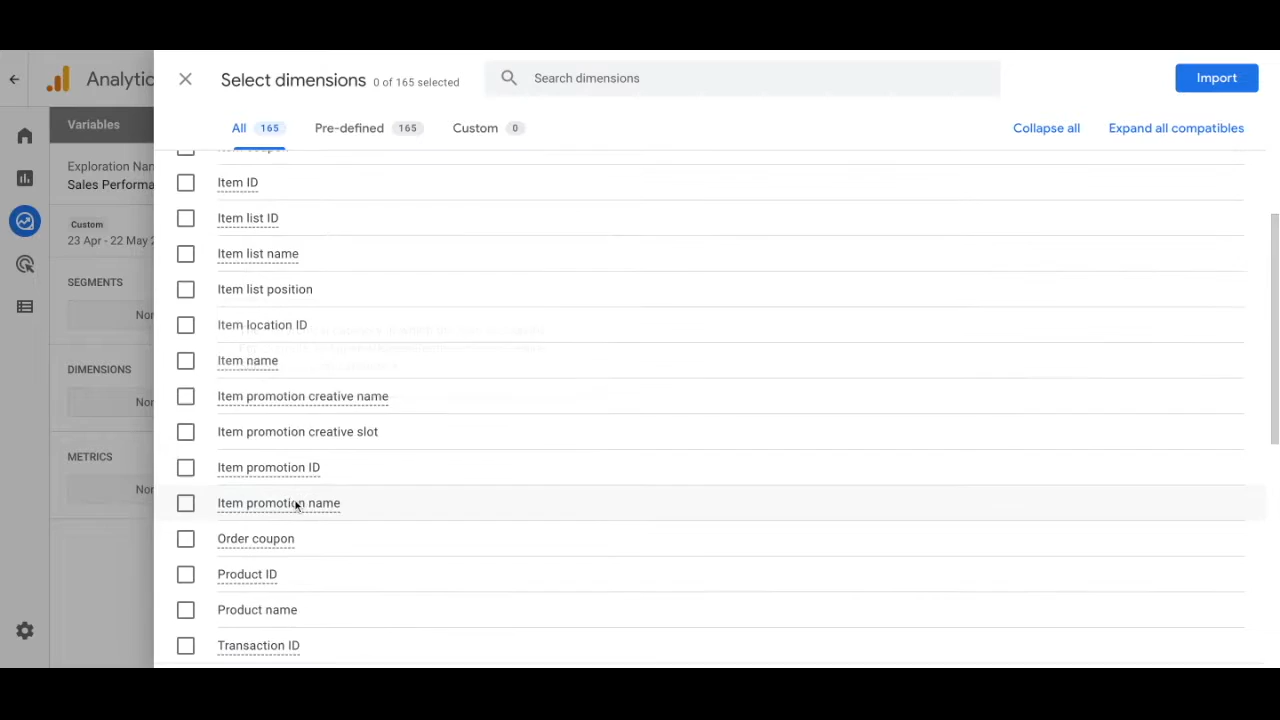 Analytic
Select dimensions 0 of 165 selected
Search dimensions
Import
Variables
All 165
Pre-defined 165
Custom 0
Collapse all
Expand all compatibles
Exploration Nam
Sales Performa
Custom
23 Apr - 22 May 2
SEGMENTS
Non
DIMENSIONS
Non
METRICS
Non
Item ID
Item list ID
Item list name
Item list position
Item location ID
Item name
Item promotion creative name
Item promotion creative slot
Item promotion ID
Item promotion name
Order coupon
Product ID
Product name
Transaction ID